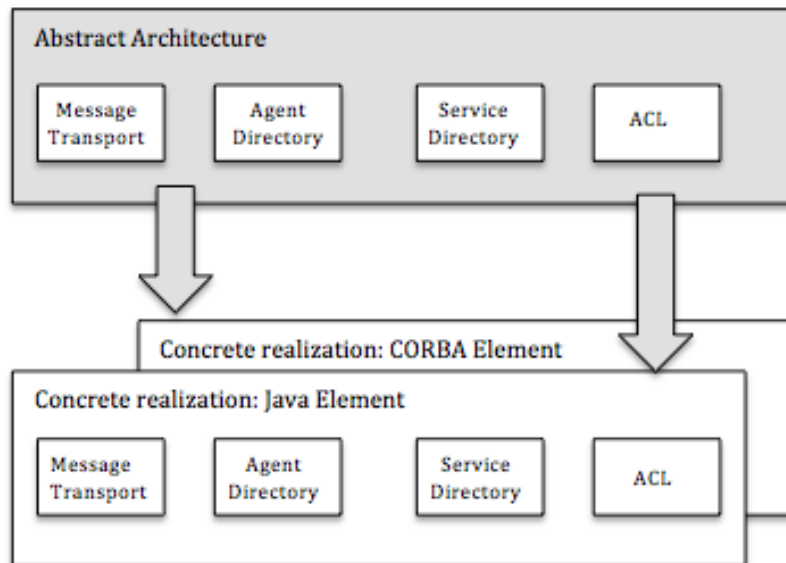 Abstract Architecture
Message
Transport
Agent
Directory
Service
Directory
ACL
Concrete realization: CORBA Element
Concrete realization: Java Element
Message
Transport
Agent
Directory
Service
Directory
ACL